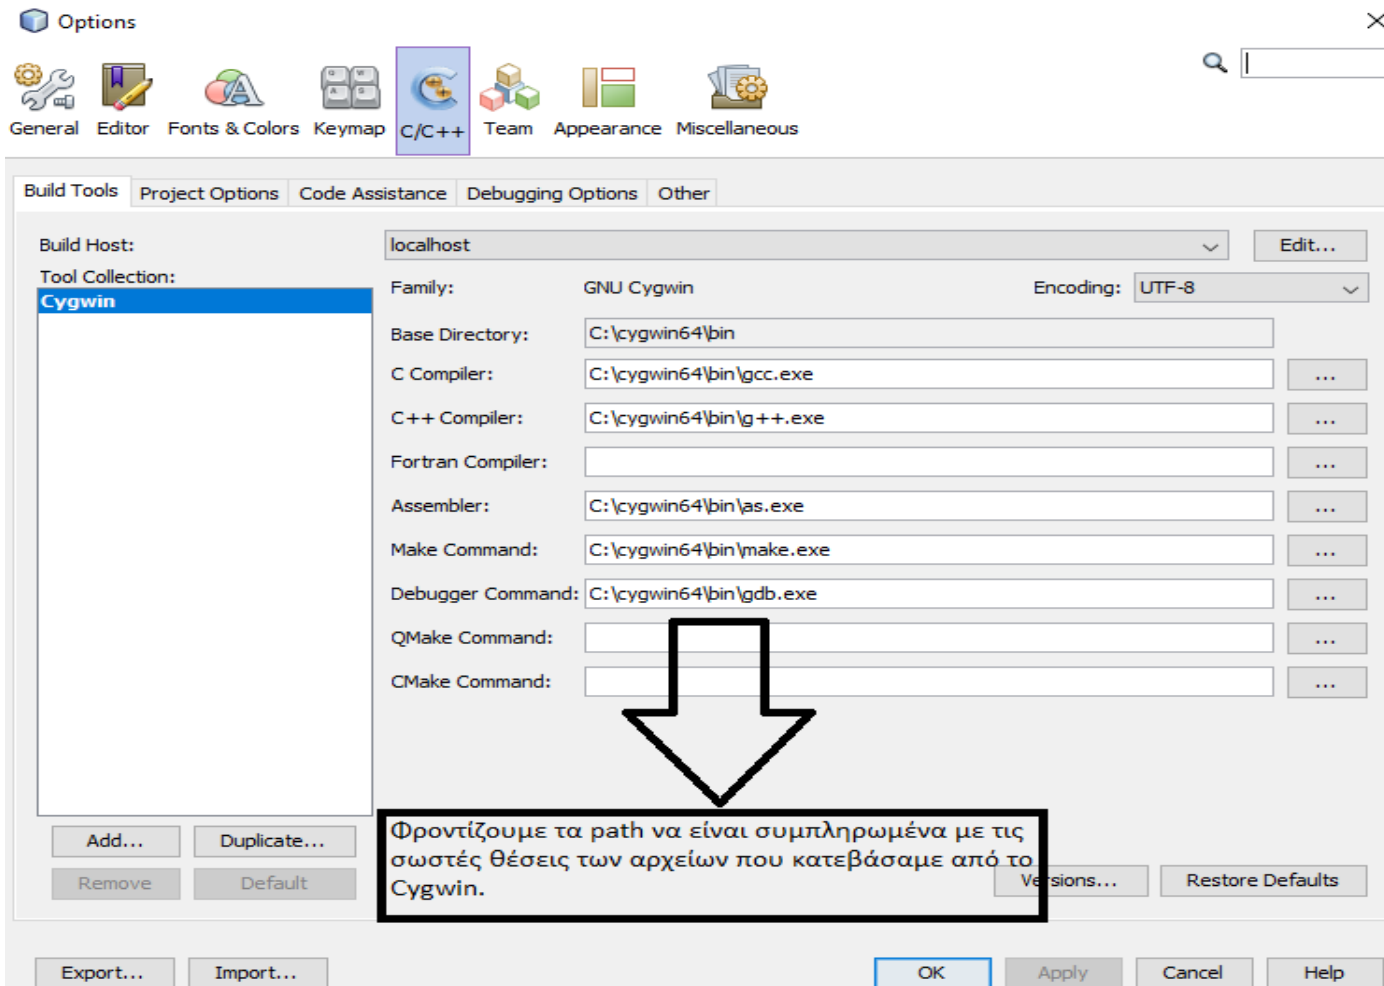 Options
General Editor Fonts & Colors Keymap C/C++ Team Appearance Miscellaneous
Build Tools Project Options Code Assistance Debugging Options Other
Build Host: localhost Edit...
Tool Collection:
Cygwin
Family: GNU Cygwin Encoding: UTF-8
Base Directory: C:\cygwin64\bin
C Compiler: C:\cygwin64\bin\gcc.exe ...
C++ Compiler: C:\cygwin64\bin\g++.exe ...
Fortran Compiler: ...
Assembler: C:\cygwin64\bin\as.exe ...
Make Command: C:\cygwin64\bin\make.exe ...
Debugger Command: C:\cygwin64\bin\gdb.exe ...
QMake Command: ...
CMake Command: ...
Φροντίζουμε τα path να είναι συμπληρωμένα με τις
σωστές θέσεις των αρχείων που κατεβάσαμε από το
Cygwin.
Add... Duplicate...
Remove Default
Versions... Restore Defaults
Export... Import... OK Apply Cancel Help